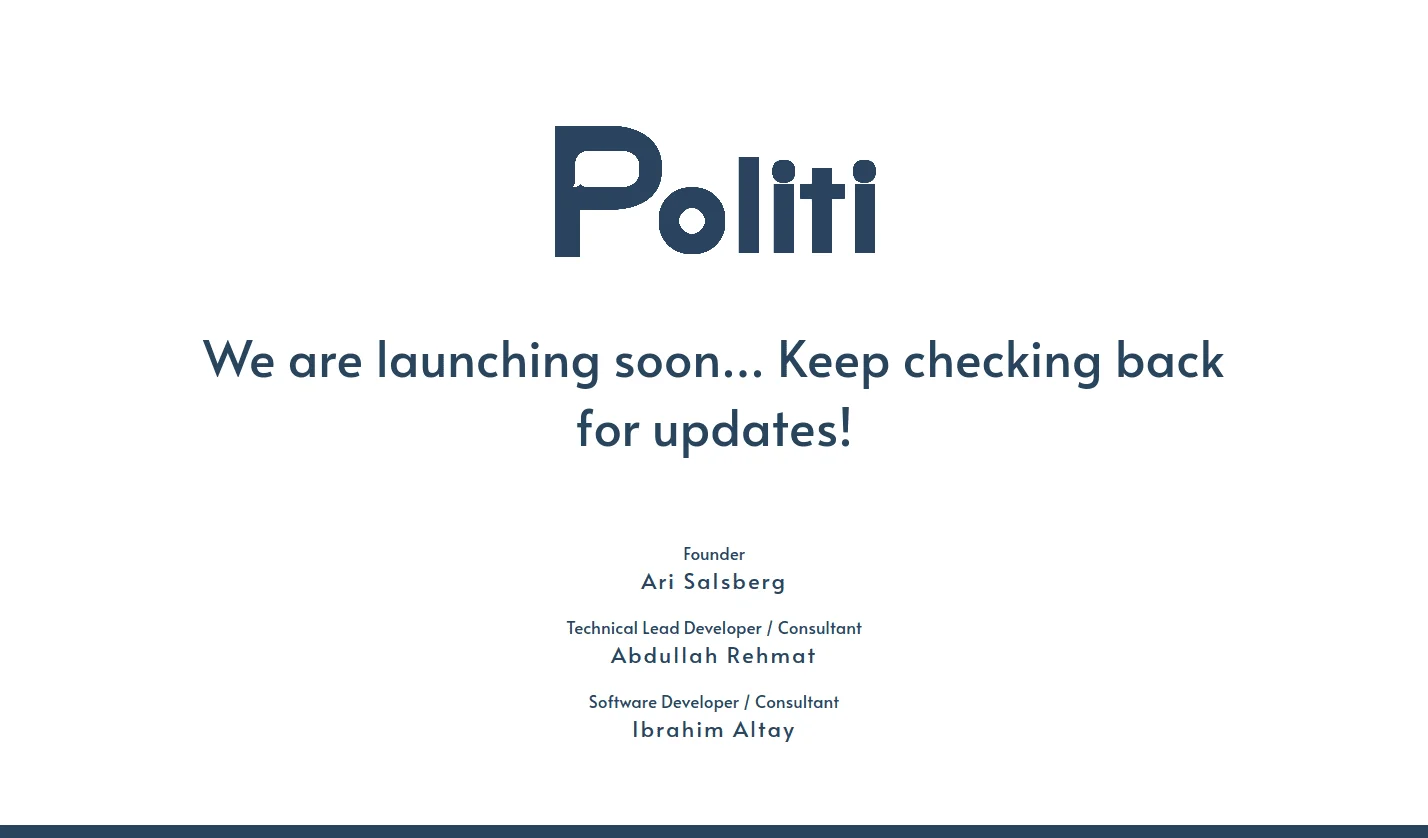 Politi
We are launching soon... Keep checking back
for updates!
Founder
Ari Salsberg
Technical Lead Developer / Consultant
Abdullah Rehmat
Software Developer / Consultant
Ibrahim Altay